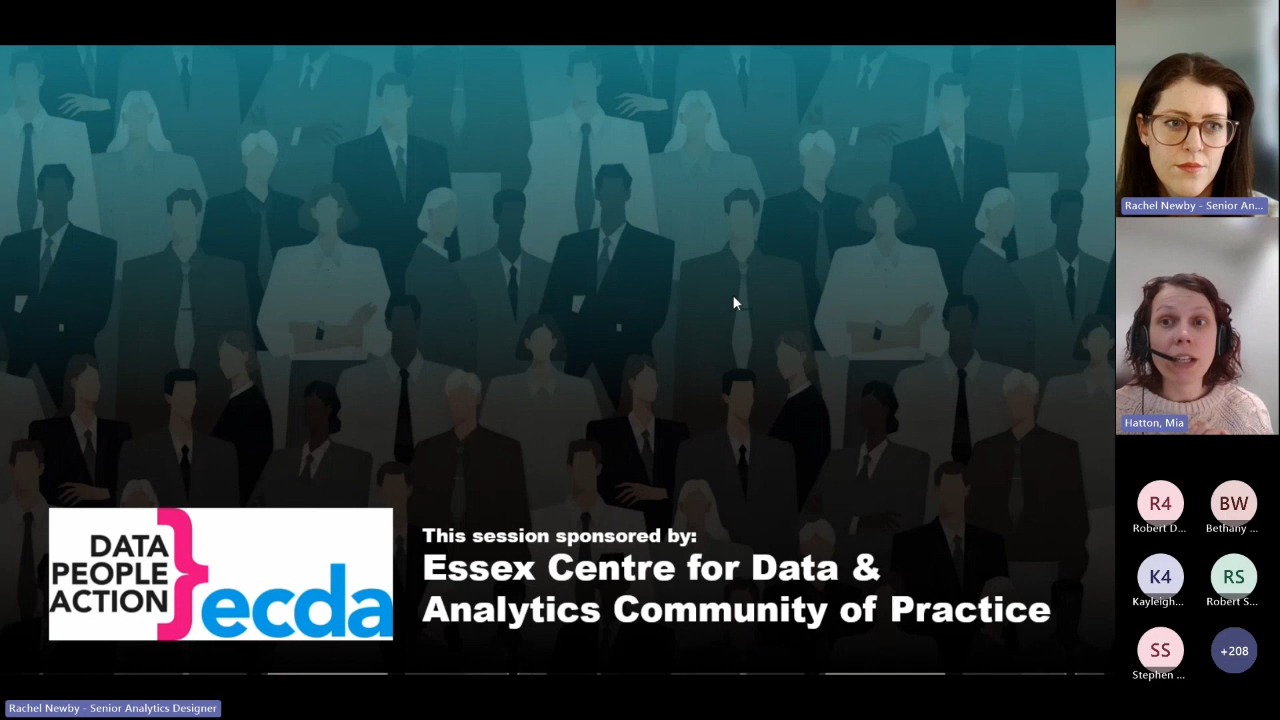 DATA
PEOPLE
ACTION
ecda
This session sponsored by:
Essex Centre for Data &
Analytics Community of Practice
Rachel Newby - Senior Analytics Designer
Rachel Newby - Senior An...
Hatton, Mia
R4
BW
Robert D...
Bethany ...
K4
RS
Kayleigh...
Robert S...
SS
+208
Stephen ...